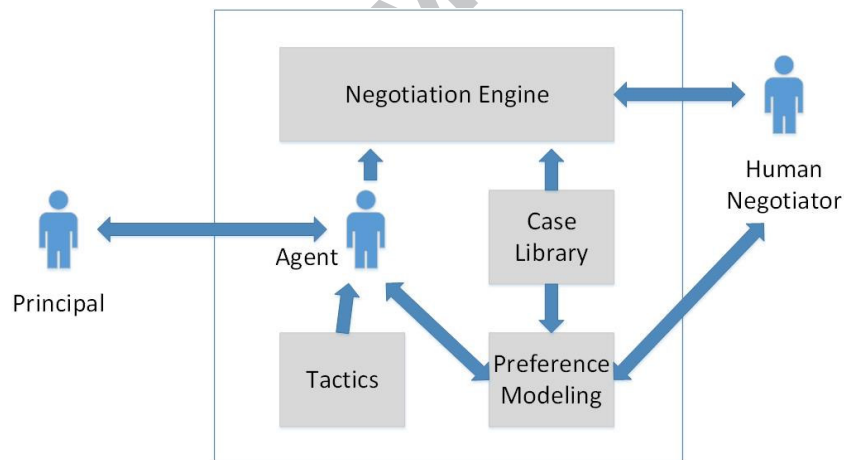 Negotiation Engine
Human
Negotiator
Case
Library
Agent
Principal
Tactics
Preference
Modeling